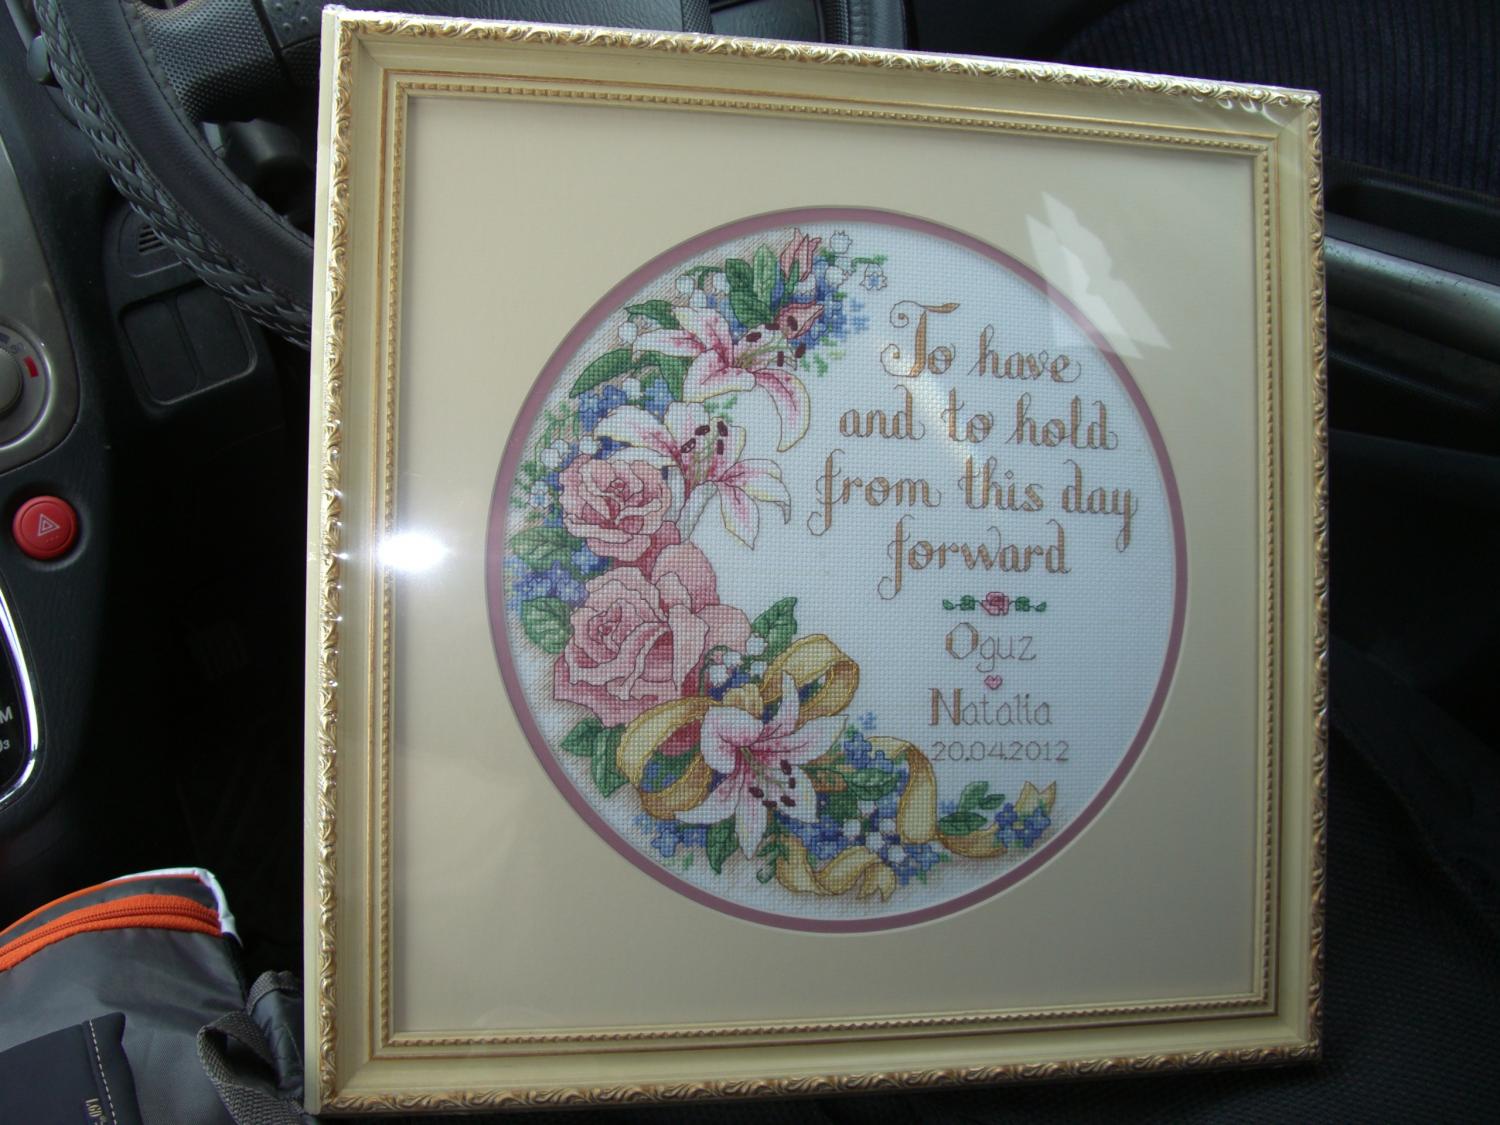 To have
and to hold
from this day
forward
Oguz
Natalia
20.04.2012